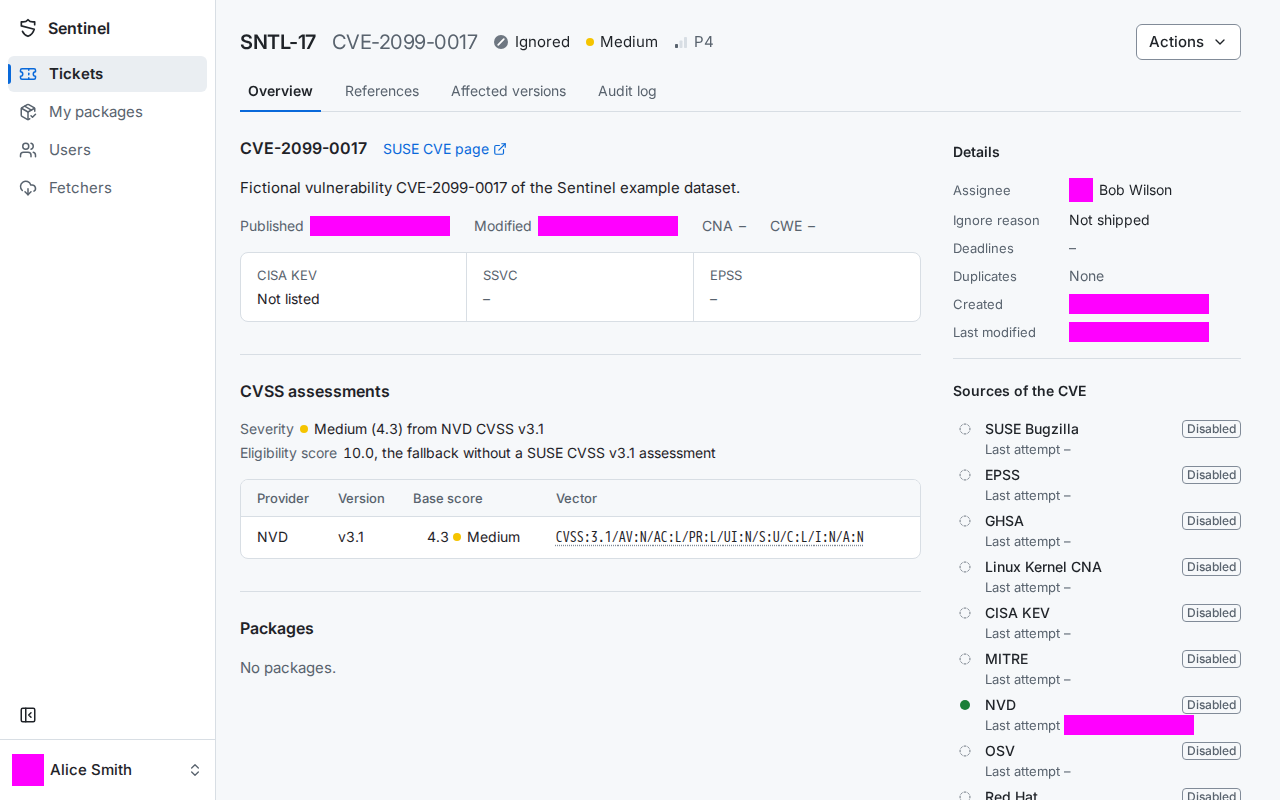 Sentinel
Tickets
My packages
Users
Fetchers
Alice Smith
SNTL-17 CVE-2099-0017 Ignored Medium P4
Actions
Overview References Affected versions Audit log
CVE-2099-0017 SUSE CVE page
Fictional vulnerability CVE-2099-0017 of the Sentinel example dataset.
Published Modified CNA – CWE –
CISA KEV SSVC EPSS
Not listed – –
CVSS assessments
Severity Medium (4.3) from NVD CVSS v3.1
Eligibility score 10.0, the fallback without a SUSE CVSS v3.1 assessment
Provider Version Base score Vector
NVD v3.1 4.3 Medium CVSS:3.1/AV:N/AC:L/PR:L/UI:N/S:U/C:L/I:N/A:N
Packages
No packages.
Details
Assignee Bob Wilson
Ignore reason Not shipped
Deadlines –
Duplicates None
Created
Last modified
Sources of the CVE
SUSE Bugzilla Disabled
Last attempt –
EPSS Disabled
Last attempt –
GHSA Disabled
Last attempt –
Linux Kernel CNA Disabled
Last attempt –
CISA KEV Disabled
Last attempt –
MITRE Disabled
Last attempt –
NVD Disabled
Last attempt
OSV Disabled
Last attempt –
Red Hat Disabled